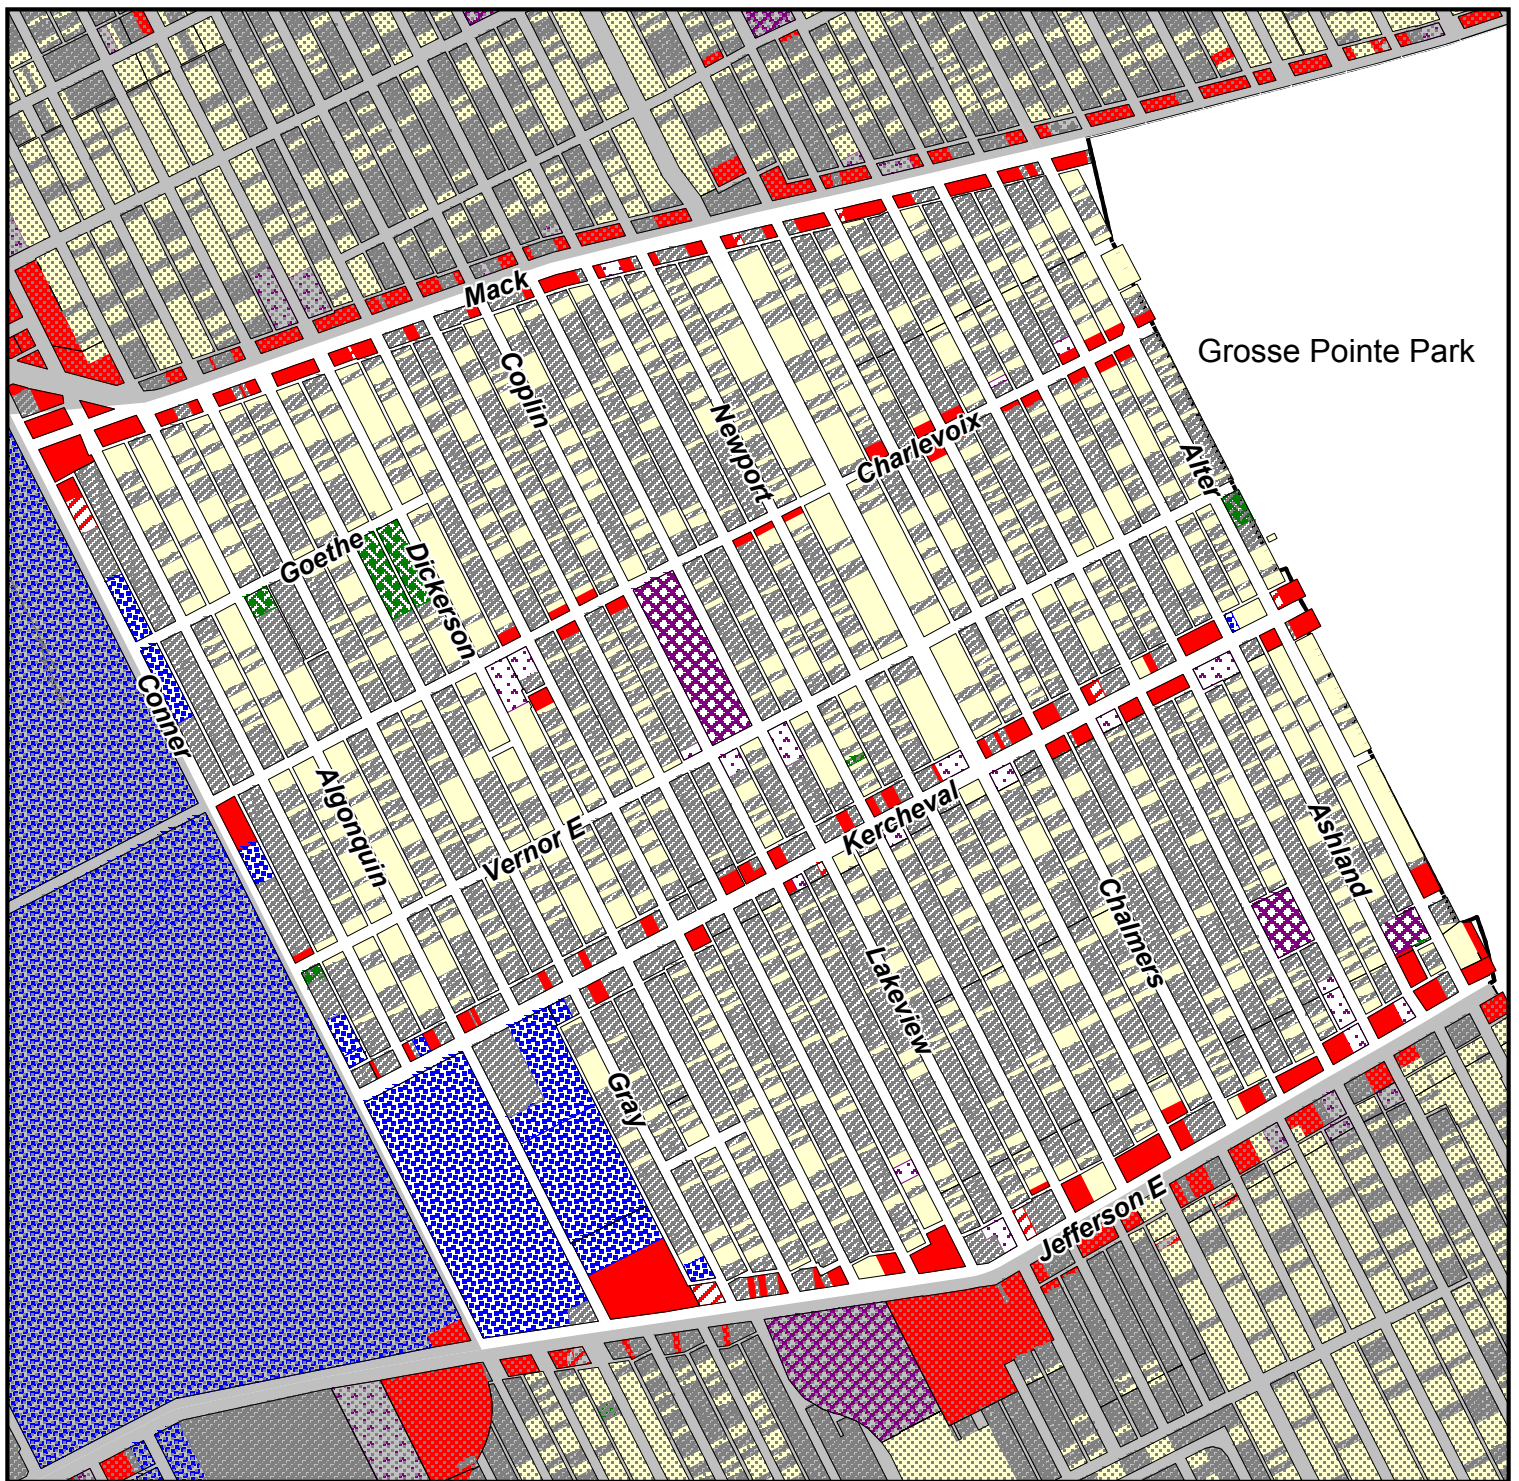 Mack
Grosse Pointe Park
Coplin
Newport
Charlevoix
Alter
Goethe
Dickerson
Conner
Algonquin
Vernor E
Kercheval
Ashland
Chalmers
Lakeview
Gray
Jefferson E